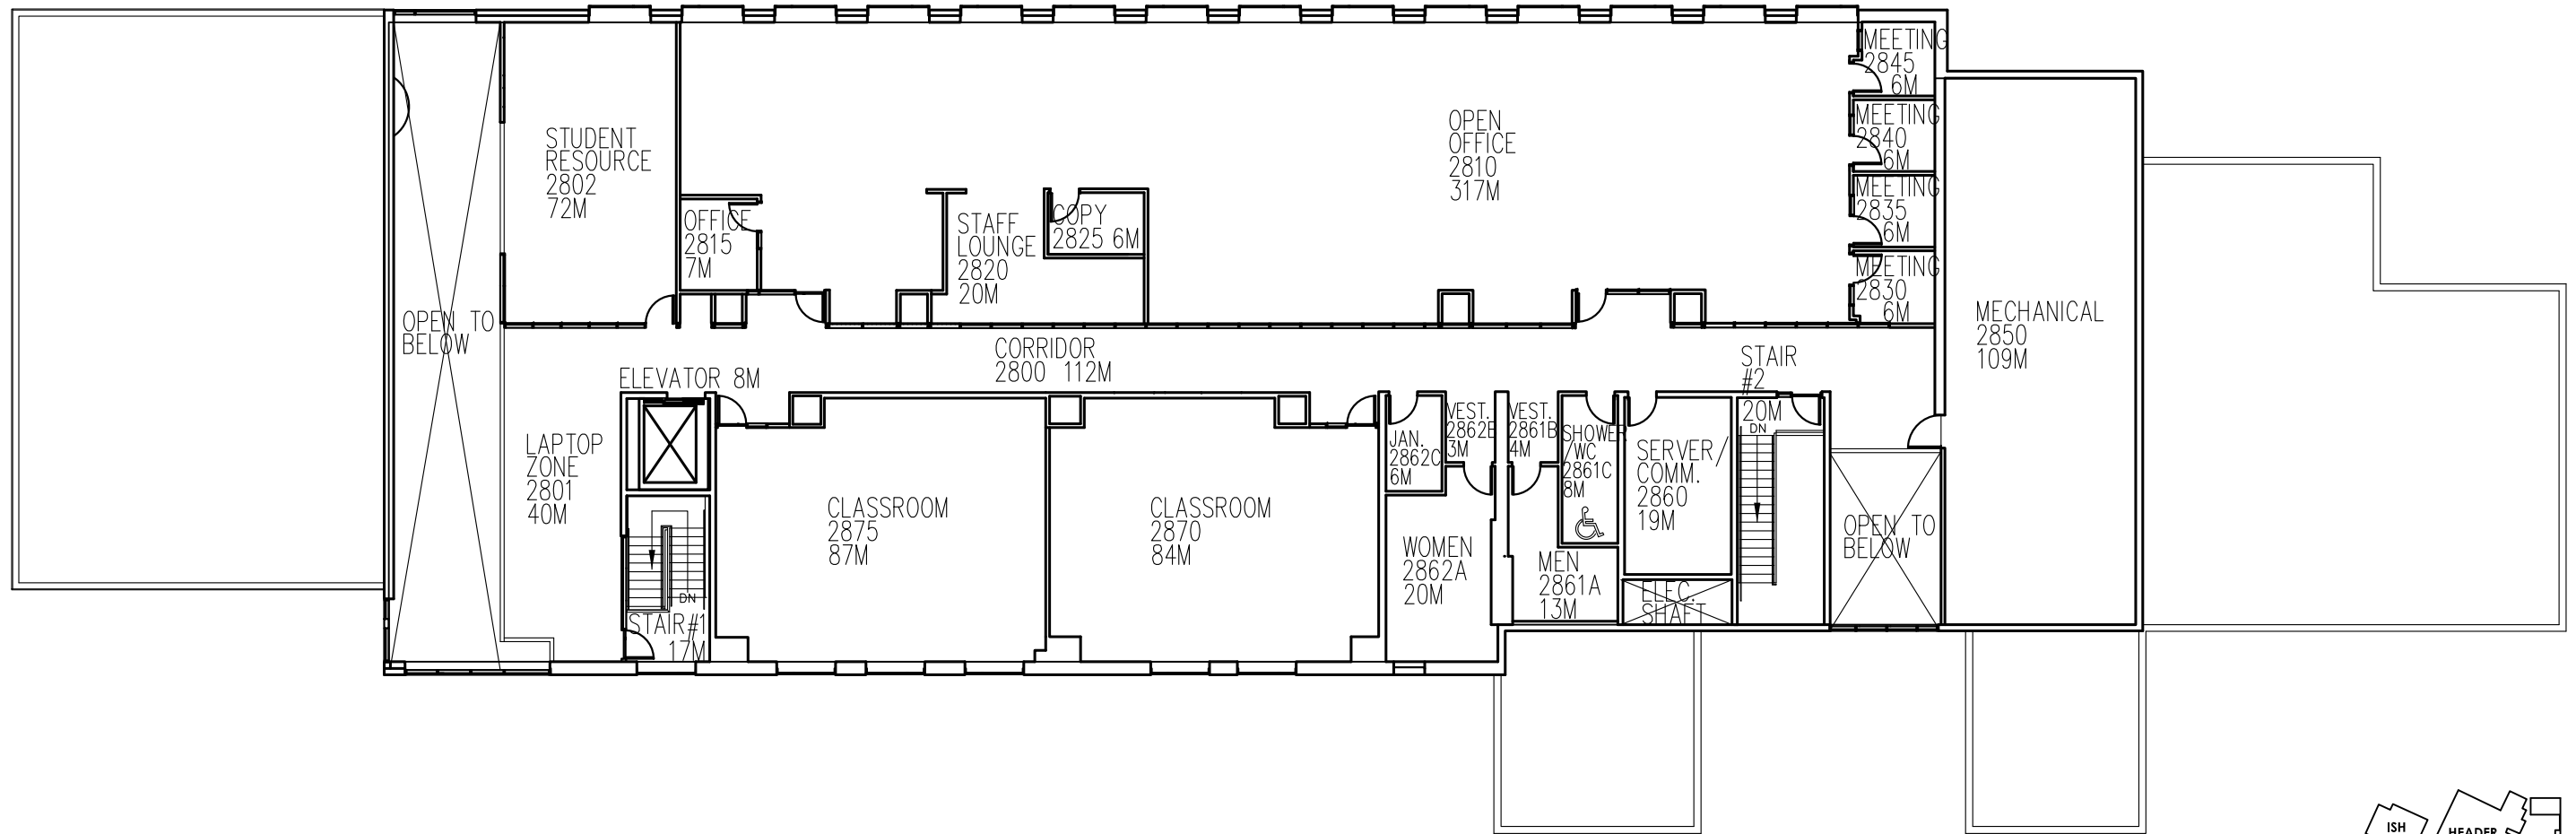 MEETING
2845
6M
MEETING
2840
6M
MEETING
2835
6M
MEETING
2830
6M
STUDENT
RESOURCE
2802
72M
OPEN
OFFICE
2810
317M
OFFICE
2815
7M
STAFF
LOUNGE
2820
20M
COPY
2825 6M
MECHANICAL
2850
109M
OPEN TO
BELOW
CORRIDOR
2800 112M
ELEVATOR 8M
STAIR
#2
20M
DN
LAPTOP
ZONE
2801
40M
CLASSROOM
2875
87M
CLASSROOM
2870
84M
JAN.
2862C
6M
VEST.
2862B
3M
VEST.
2861B
4M
SHOWER
/WC
2861C
8M
SERVER/
COMM.
2860
19M
WOMEN
2862A
20M
MEN
2861A
13M
ELEC.
SHAFT
OPEN TO
BELOW
DN
STAIR#1
17M
ISH
HEADER